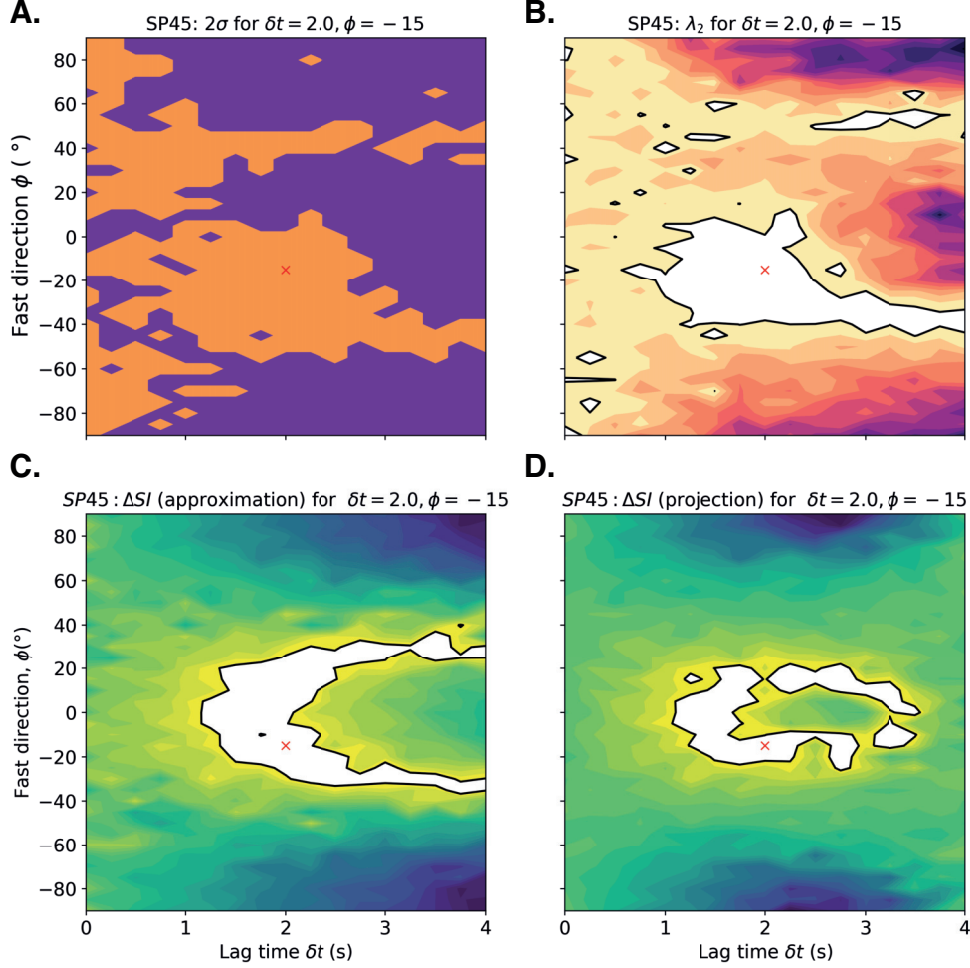 A.
SP45: 2σ for δt = 2.0, ϕ = −15
80
60
40
20
0
−20
−40
−60
−80
Fast direction ϕ ( °)
B.
SP45: λ₂ for δt = 2.0, ϕ = −15
C.
SP45 : ΔSI (approximation) for δt = 2.0, ϕ = −15
80
60
40
20
0
−20
−40
−60
−80
Fast direction, ϕ(°)
0 1 2 3 4
Lag time δt (s)
D.
SP45 : ΔSI (projection) for δt = 2.0, ϕ = −15
0 1 2 3 4
Lag time δt (s)